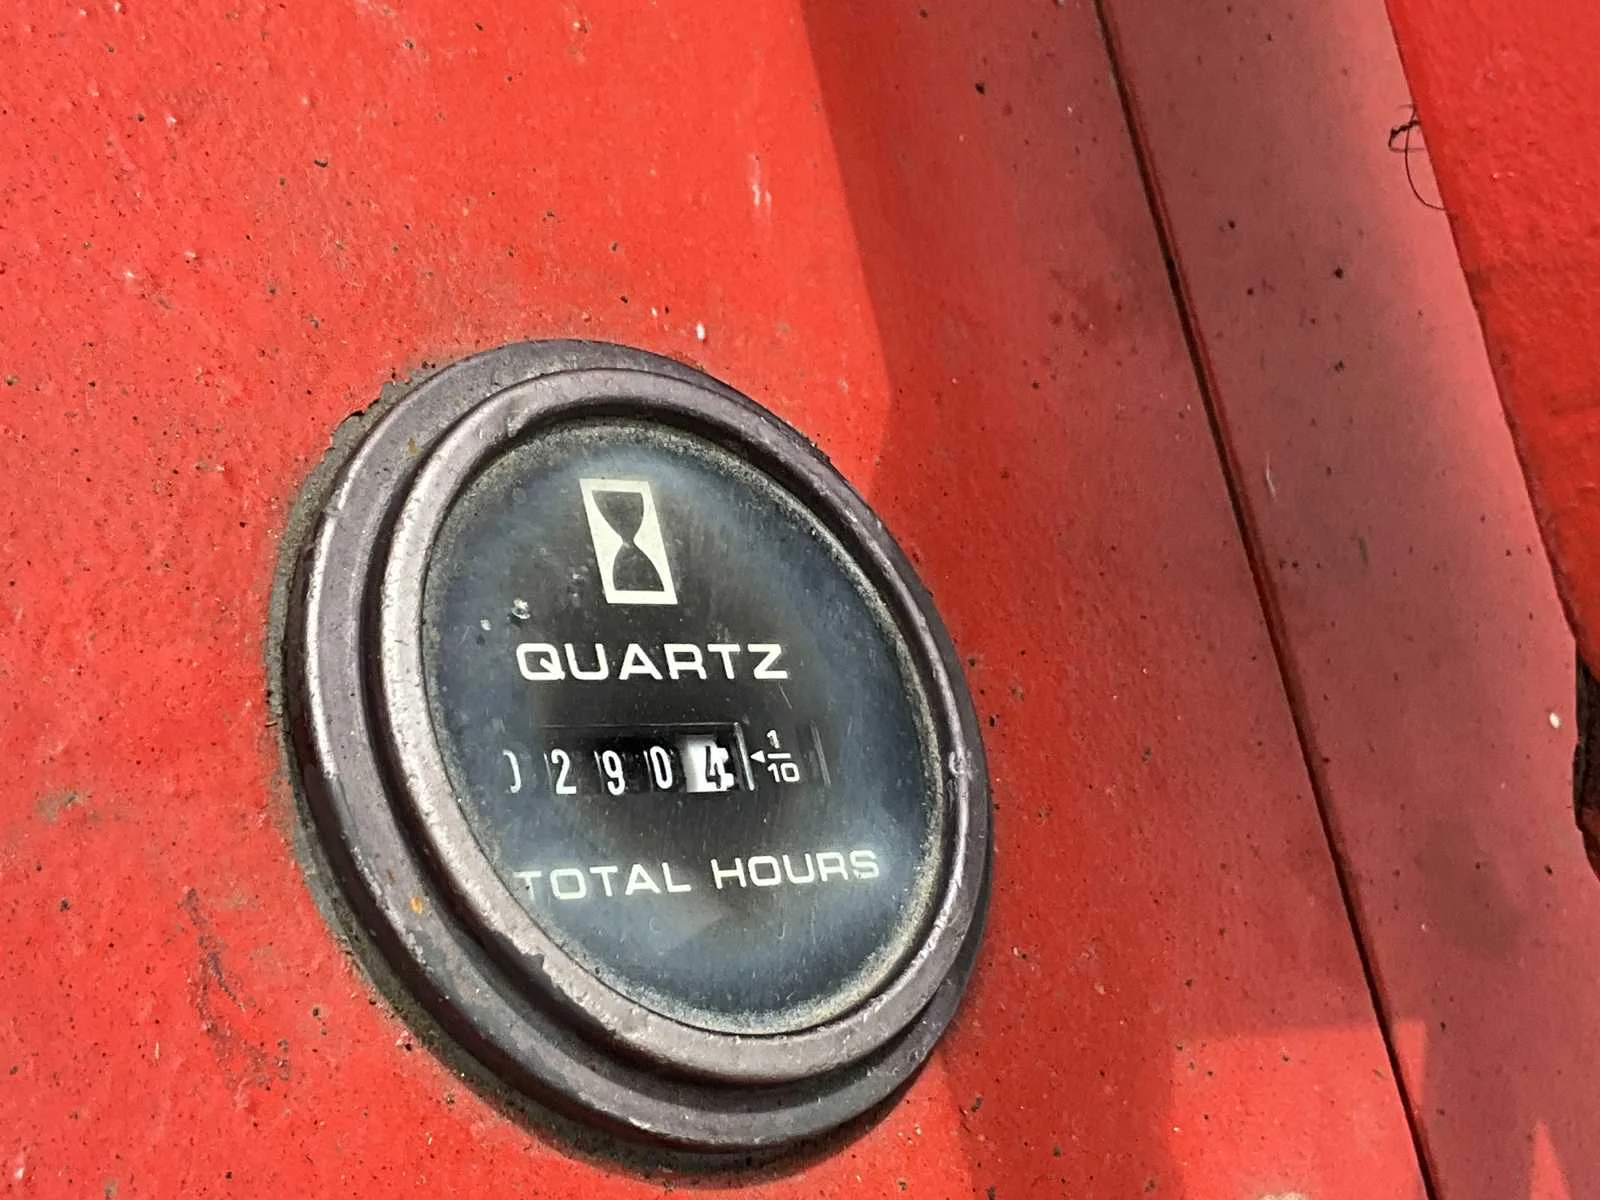 QUARTZ
02904 1/10
TOTAL HOURS